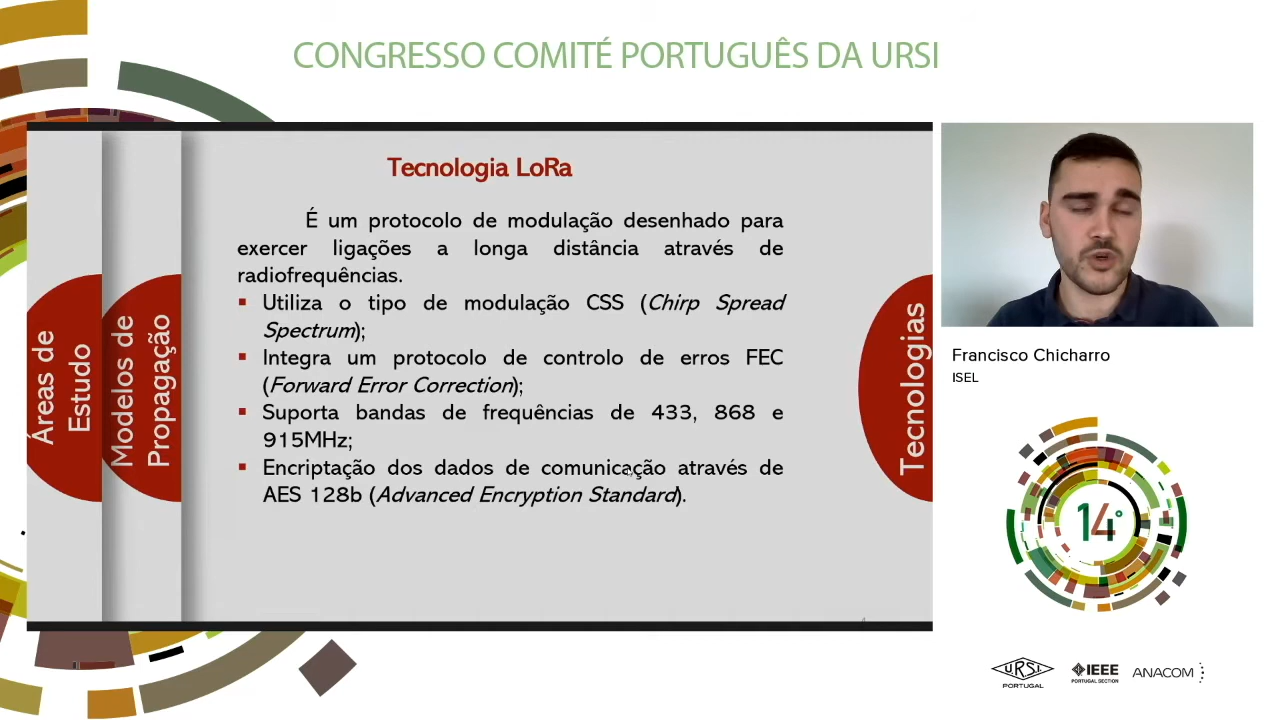 CONGRESSO COMITÉ PORTUGUÊS DA URSI
Tecnologia LoRa
É um protocolo de modulação desenhado para
exercer ligações a longa distância através de
radiofrequências.
▪ Utiliza o tipo de modulação CSS (Chirp Spread
Spectrum);
▪ Integra um protocolo de controlo de erros FEC
(Forward Error Correction);
▪ Suporta bandas de frequências de 433, 868 e
915MHz;
▪ Encriptação dos dados de comunicação através de
AES 128b (Advanced Encryption Standard).
4
Áreas de
Estudo
Modelos de
Propagação
Tecnologias
Francisco Chicharro
ISEL
14°
URSI
PORTUGAL
IEEE
PORTUGAL SECTION
ANACOM